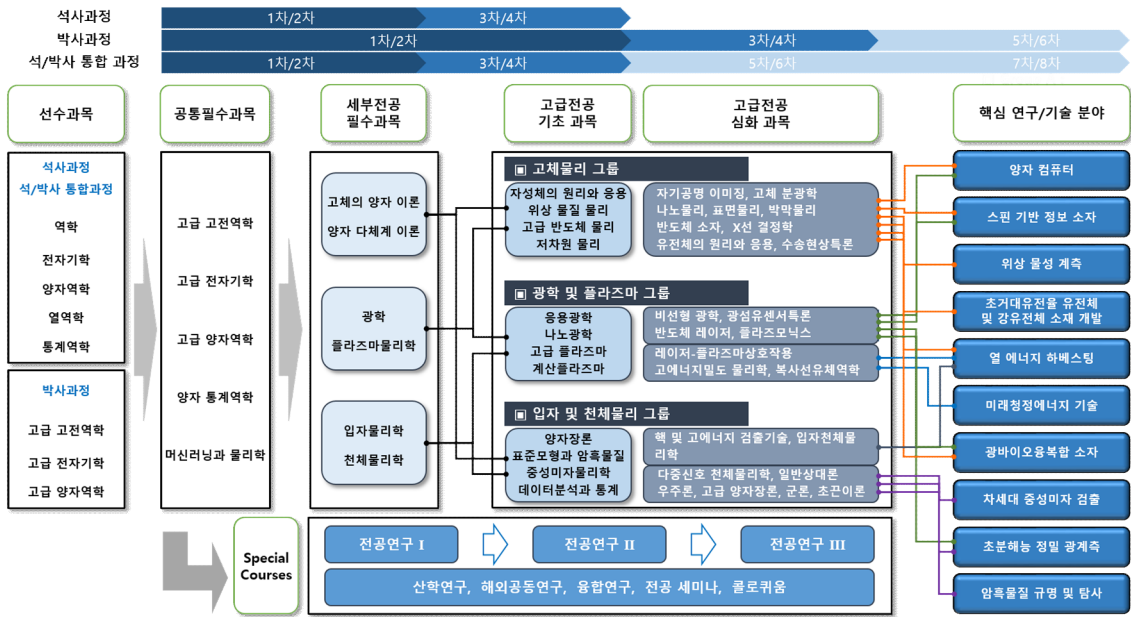 석사과정
1차/2차
3차/4차
박사과정
1차/2차
3차/4차
5차/6차
석/박사 통합 과정
1차/2차
3차/4차
5차/6차
7차/8차
선수과목
공통필수과목
세부전공
필수과목
고급전공
기초 과목
고급전공
심화 과목
핵심 연구/기술 분야
석사과정
석/박사 통합과정
역학
전자기학
양자역학
열역학
통계역학
박사과정
고급 고전역학
고급 전자기학
고급 양자역학
고급 고전역학
고급 전자기학
고급 양자역학
양자 통계역학
머신러닝과 물리학
고체의 양자 이론
양자 다체계 이론
광학
플라즈마물리학
입자물리학
천체물리학
▣ 고체물리 그룹
자성체의 원리와 응용
위상 물질 물리
고급 반도체 물리
저차원 물리
자기공명 이미징, 고체 분광학
나노물리, 표면물리, 박막물리
반도체 소자, X선 결정학
유전체의 원리와 응용, 수송현상특론
▣ 광학 및 플라즈마 그룹
응용광학
나노광학
고급 플라즈마
계산플라즈마
비선형 광학, 광섬유센서특론
반도체 레이저, 플라즈모닉스
레이저-플라즈마상호작용
고에너지밀도 물리학, 복사선유체역학
▣ 입자 및 천체물리 그룹
양자장론
표준모형과 암흑물질
중성미자물리학
데이터분석과 통계
핵 및 고에너지 검출기술, 입자천체물
리학
다중신호 천체물리학, 일반상대론
우주론, 고급 양자장론, 군론, 초끈이론
양자 컴퓨터
스핀 기반 정보 소자
위상 물성 계측
초거대유전율 유전체
및 강유전체 소재 개발
열 에너지 하베스팅
미래청정에너지 기술
광바이오융복합 소자
차세대 중성미자 검출
초분해능 정밀 광계측
암흑물질 규명 및 탐사
Special
Courses
전공연구 I
전공연구 II
전공연구 III
산학연구, 해외공동연구, 융합연구, 전공 세미나, 콜로퀴움